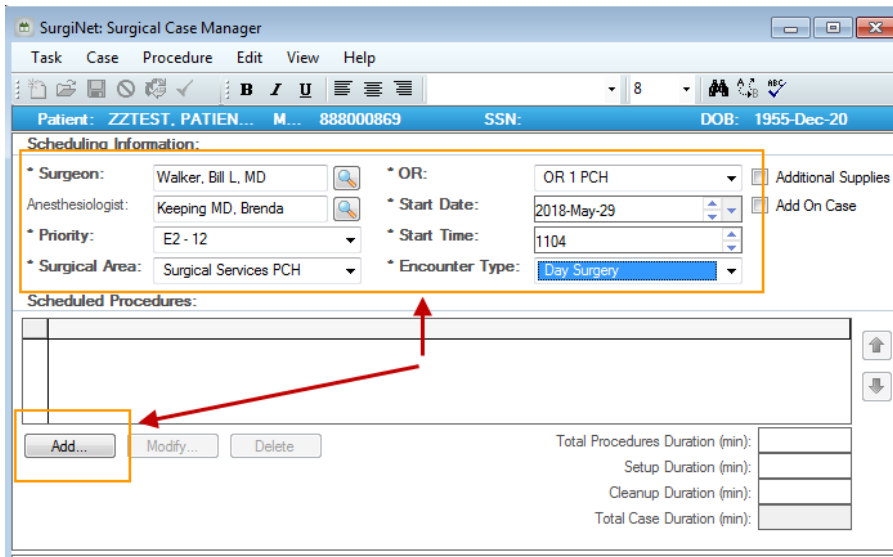 SurgiNet: Surgical Case Manager
Task Case Procedure Edit View Help
B I U 8 ABC
Patient: ZZTEST, PATIEN... M... 888000869 SSN: DOB: 1955-Dec-20
Scheduling Information:
* Surgeon: Walker, Bill L, MD * OR: OR 1 PCH Additional Supplies
Anesthesiologist: Keeping MD, Brenda * Start Date: 2018-May-29 Add On Case
* Priority: E2 - 12 * Start Time: 1104
* Surgical Area: Surgical Services PCH * Encounter Type: Day Surgery
Scheduled Procedures:
Add... Modify... Delete Total Procedures Duration (min):
Setup Duration (min):
Cleanup Duration (min):
Total Case Duration (min):